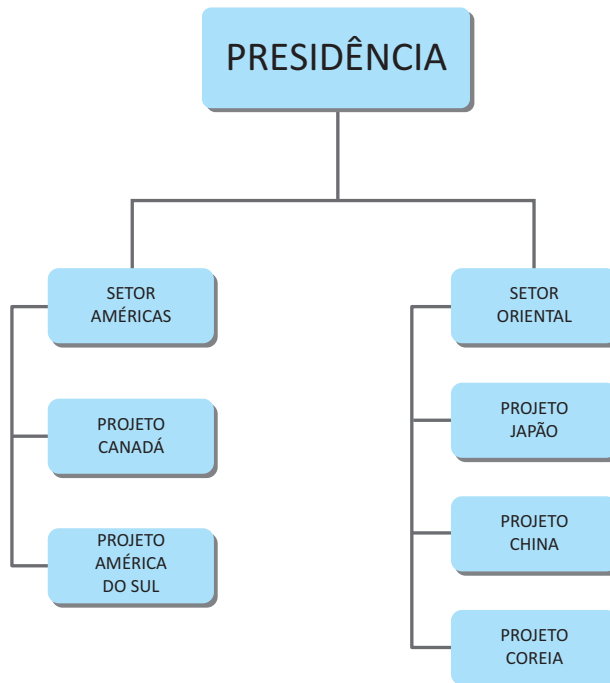 PRESIDÊNCIA
SETOR
AMÉRICAS
PROJETO
CANADÁ
PROJETO
AMÉRICA
DO SUL
SETOR
ORIENTAL
PROJETO
JAPÃO
PROJETO
CHINA
PROJETO
COREIA